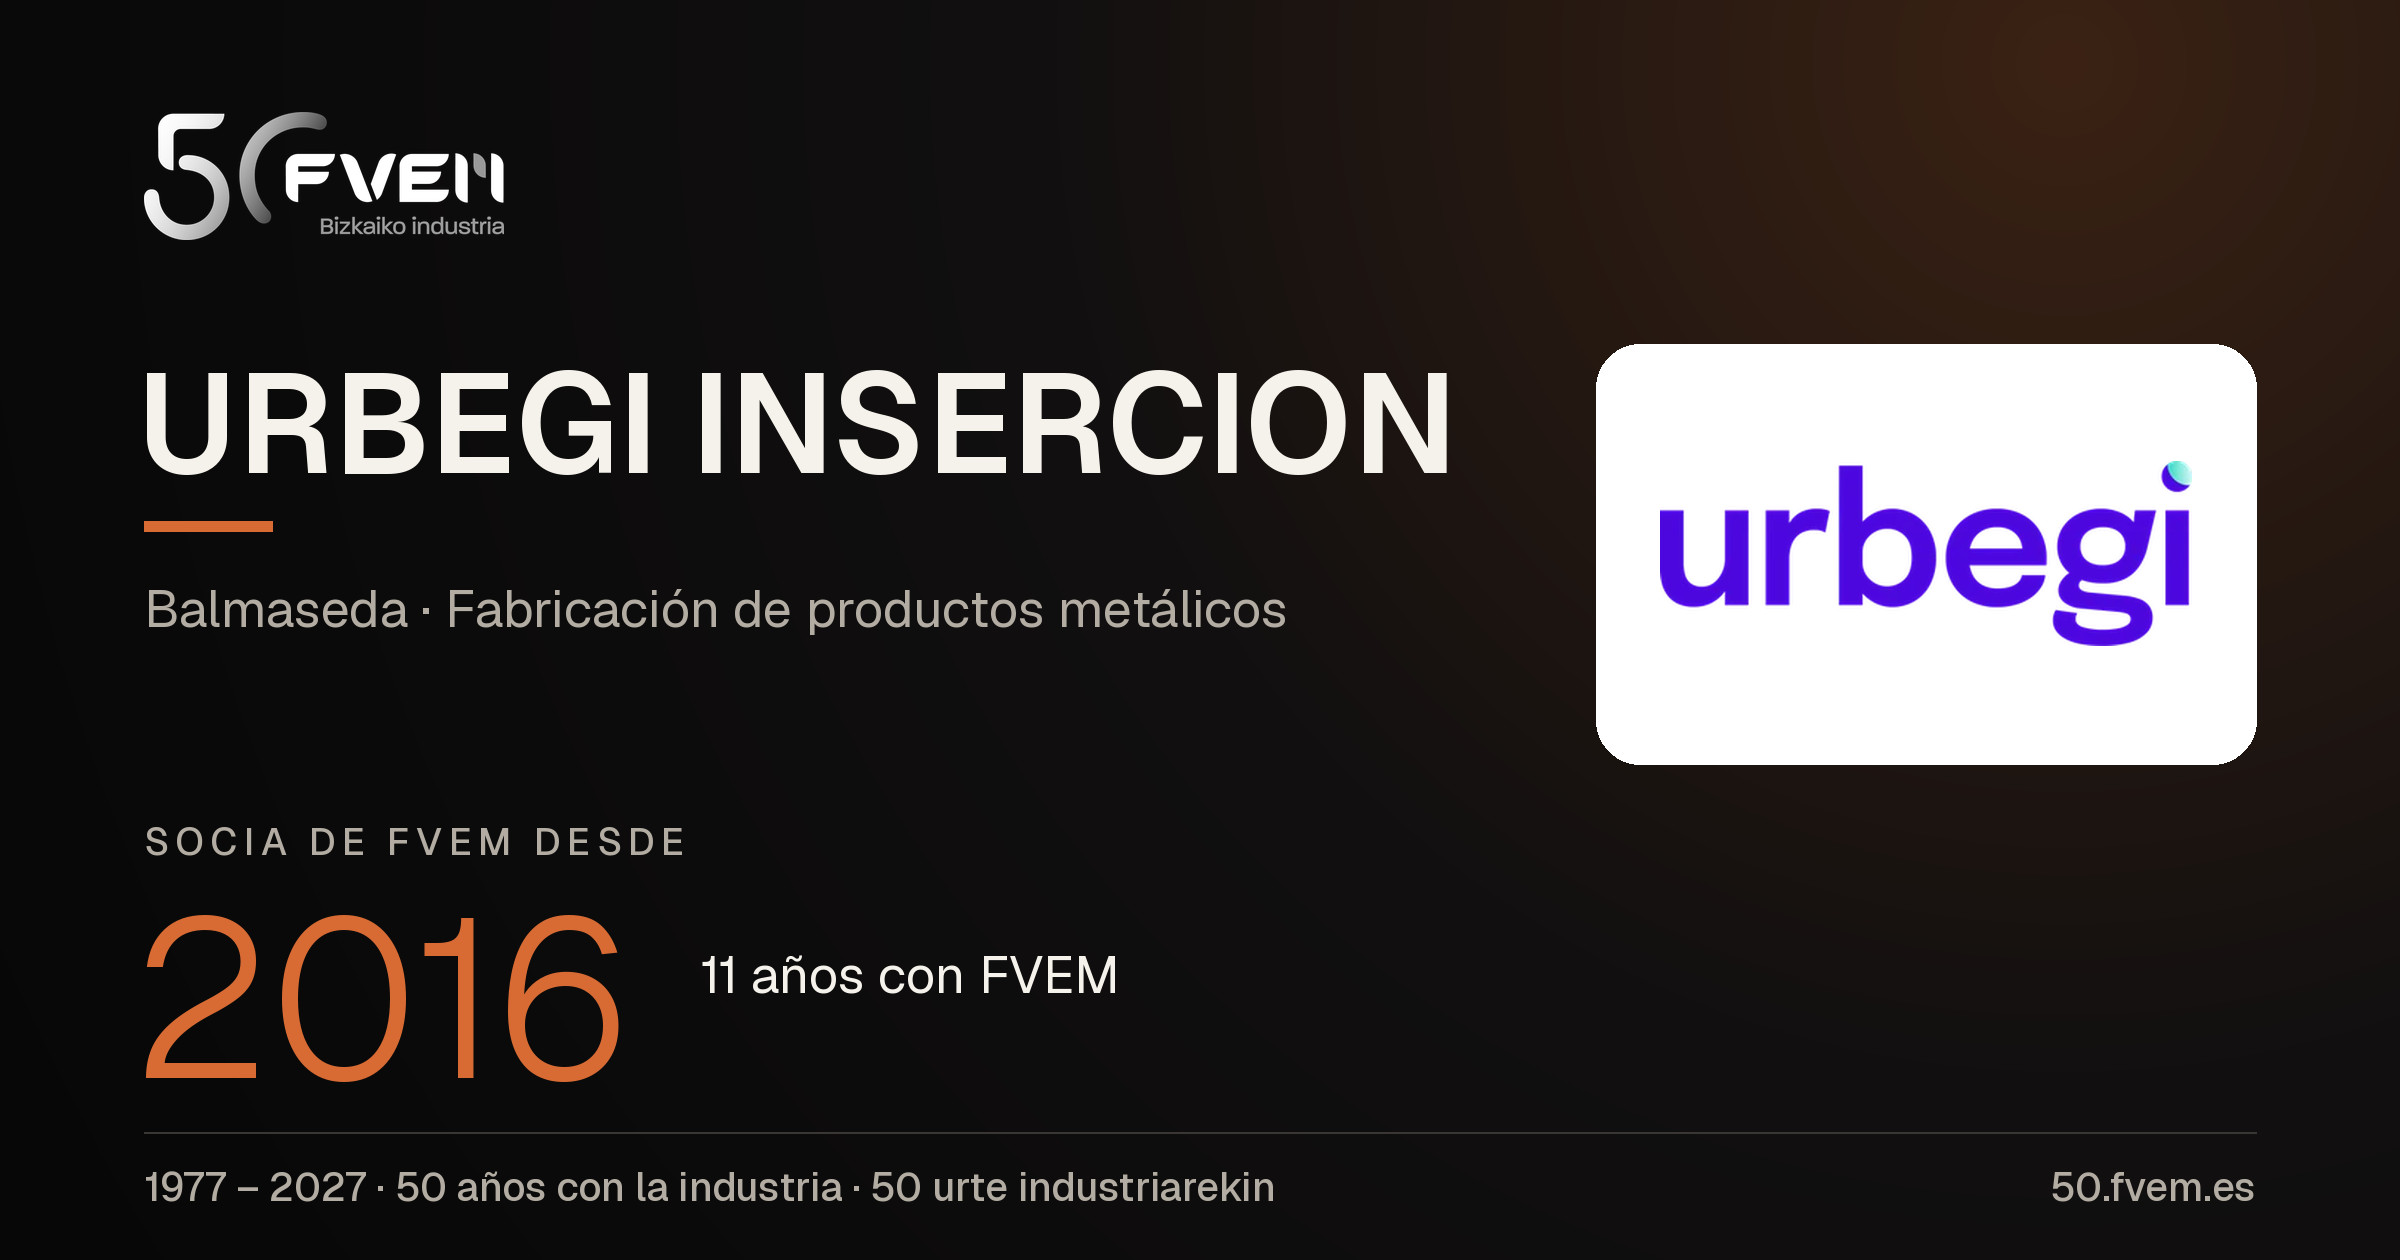 50 FVEM
Bizkaiko industria
URBEGI INSERCION
urbegi
Balmaseda · Fabricación de productos metálicos
SOCIA DE FVEM DESDE
2016
11 años con FVEM
1977 – 2027 · 50 años con la industria · 50 urte industriarekin
50.fvem.es